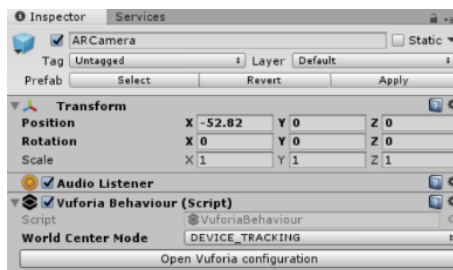 Inspector Services
ARCamera Static
Tag Untagged Layer Default
Prefab Select Revert Apply
Transform
Position X -52.82 Y 0 Z 0
Rotation X 0 Y 0 Z 0
Scale X 1 Y 1 Z 1
Audio Listener
Vuforia Behaviour (Script)
Script VuforiaBehaviour
World Center Mode DEVICE_TRACKING
Open Vuforia configuration